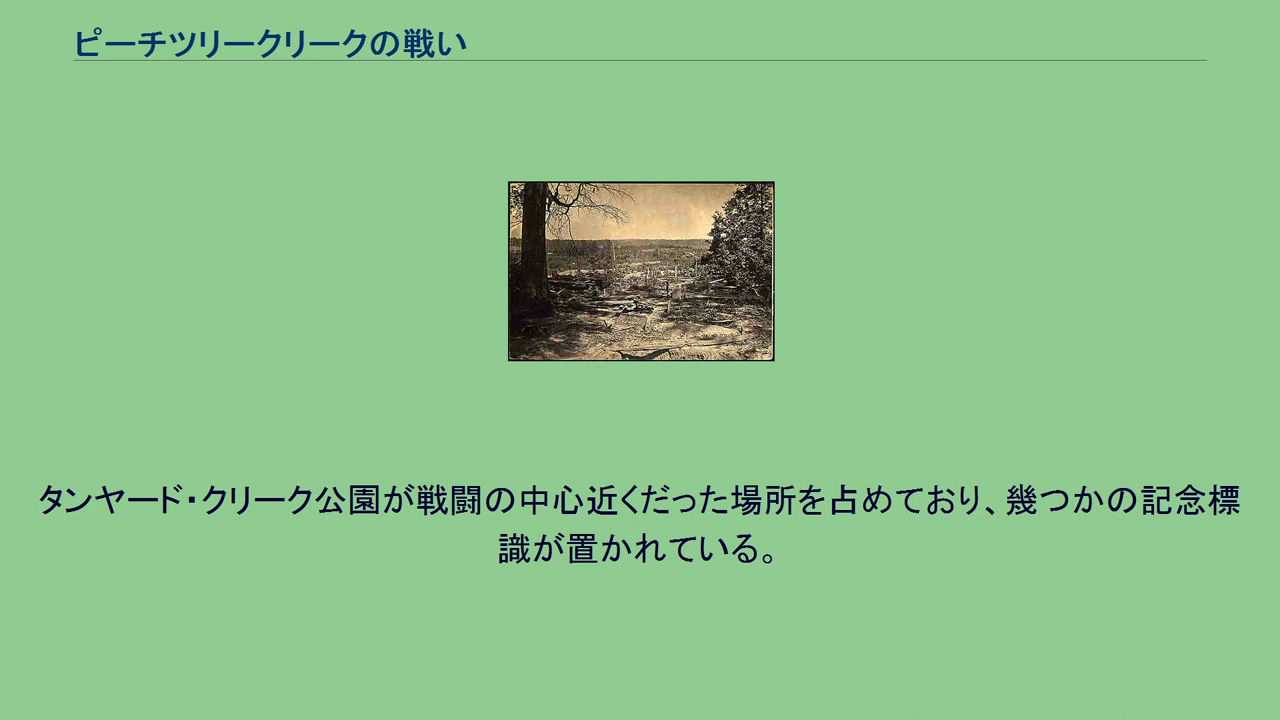 ピーチツリークリークの戦い
タンヤード・クリーク公園が戦闘の中心近くだった場所を占めており、幾つかの記念標
識が置かれている。